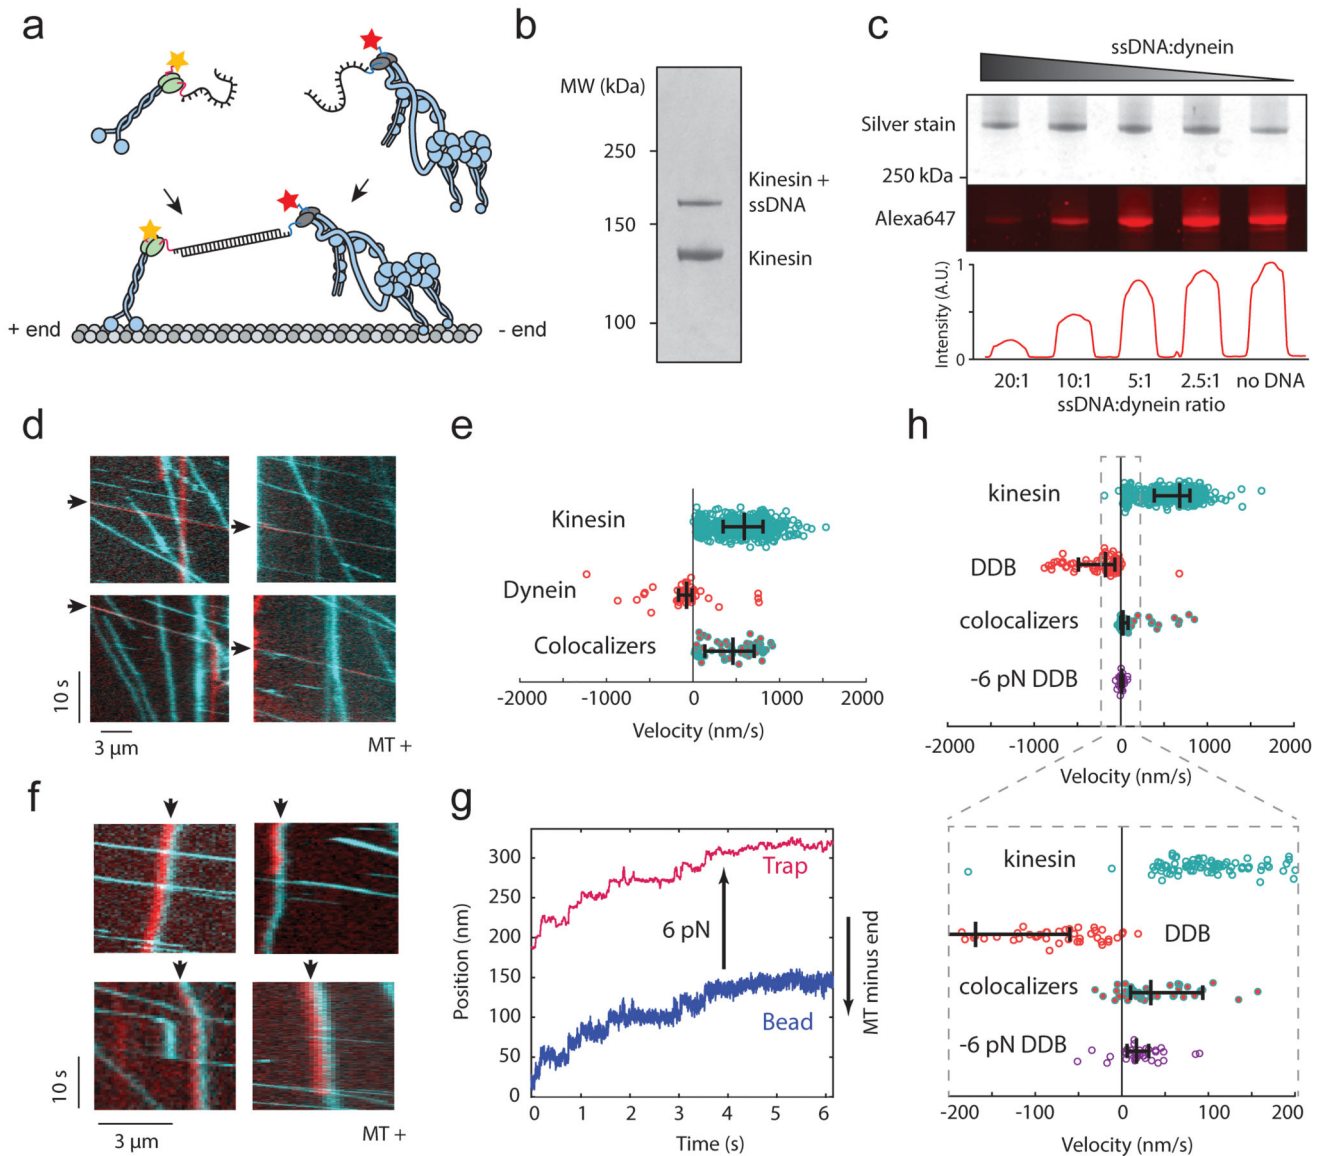 a
+ end
- end
b
MW (kDa)
250
150
100
Kinesin +
ssDNA
Kinesin
c
ssDNA:dynein
Silver stain
250 kDa
Alexa647
Intensity (A.U.)
1
0
20:1 10:1 5:1 2.5:1 no DNA
ssDNA:dynein ratio
d
10 s
3 μm
MT +
e
Kinesin
Dynein
Colocalizers
-2000 -1000 0 1000 2000
Velocity (nm/s)
f
10 s
3 μm
MT +
g
Position (nm)
300
250
200
150
100
50
0
Trap
6 pN
Bead
MT minus end
0 1 2 3 4 5 6
Time (s)
h
kinesin
DDB
colocalizers
-6 pN DDB
-2000 -1000 0 1000 2000
Velocity (nm/s)
kinesin
DDB
colocalizers
-6 pN DDB
-200 -100 0 100 200
Velocity (nm/s)